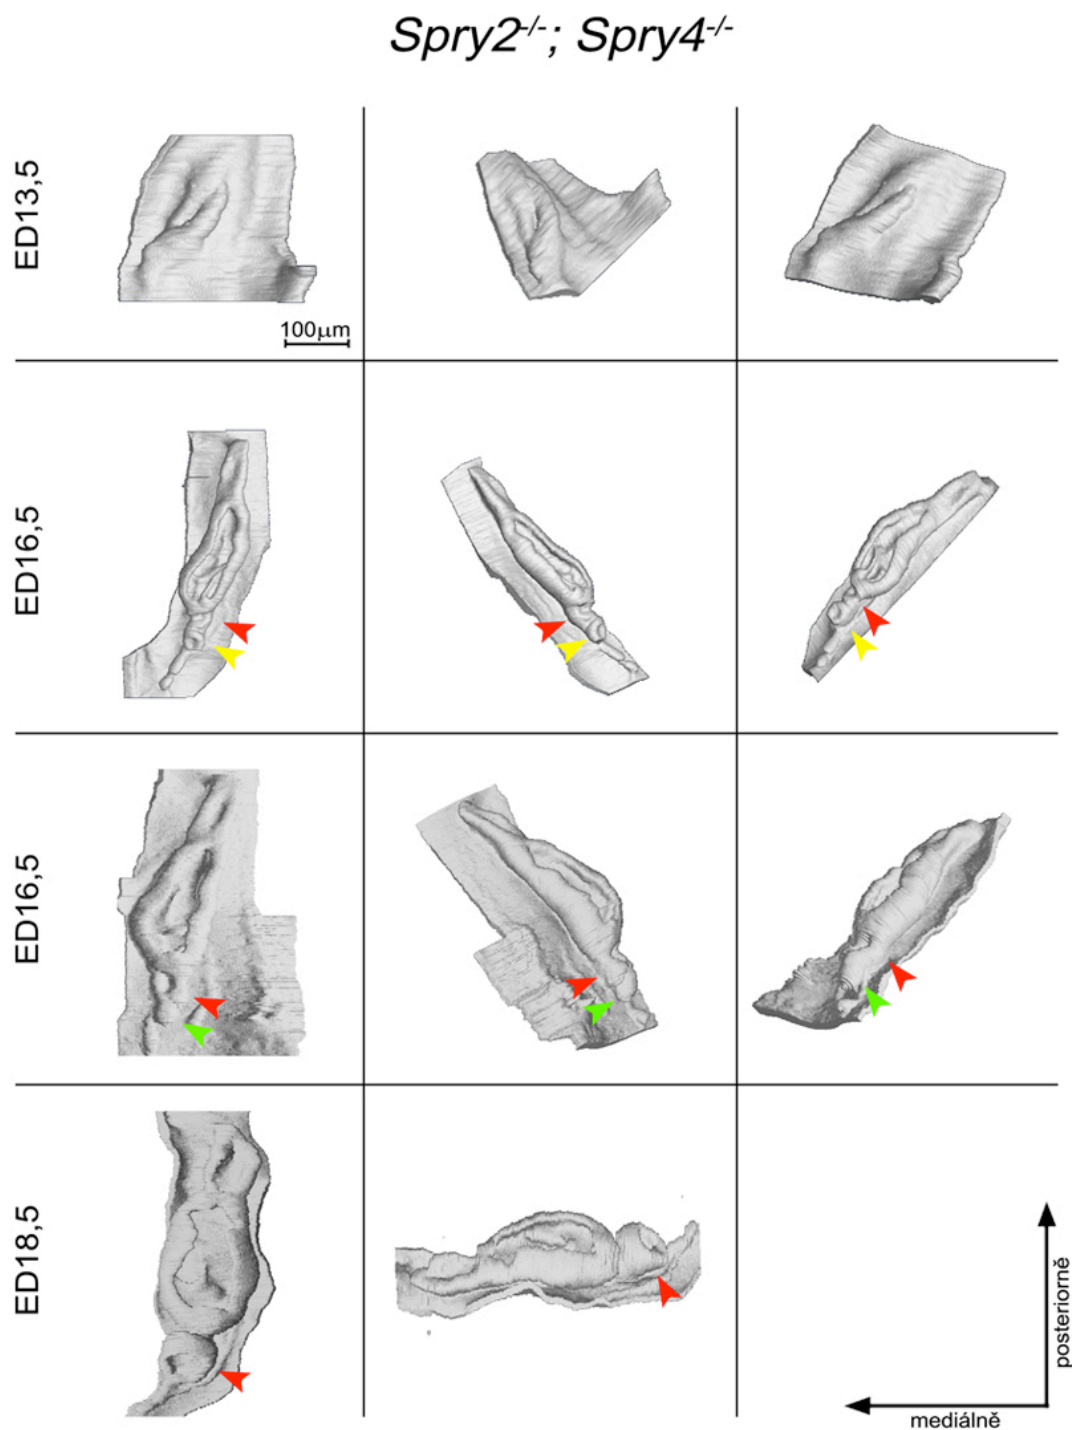 Spry2-/-; Spry4-/-
ED13,5
100µm
ED16,5
ED16,5
ED18,5
posteriorně
mediálně